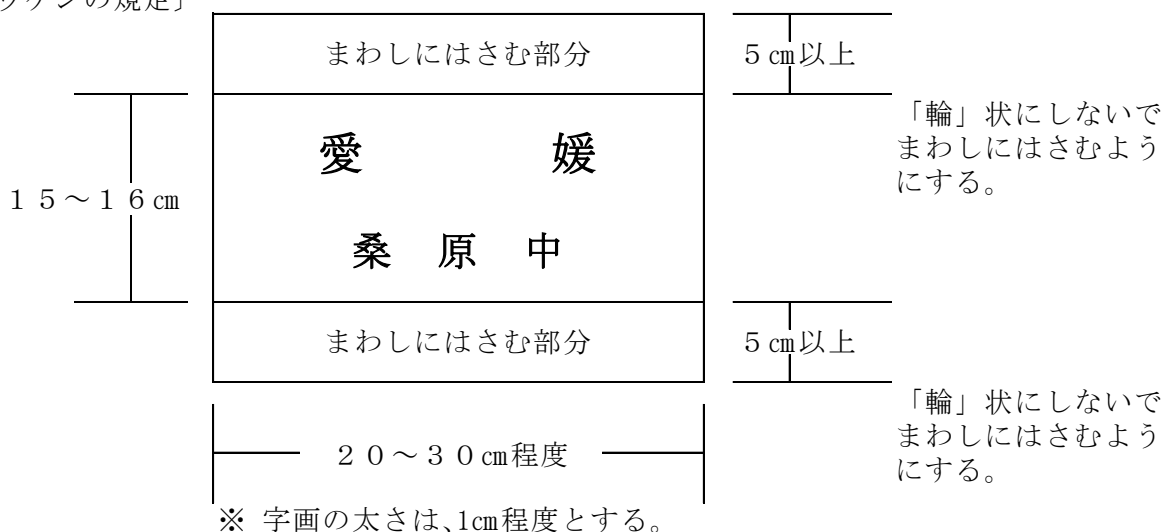 ッケンの規定」
まわしにはさむ部分
5㎝以上
愛媛
桑原中
15～16㎝
「輪」状にしないで
まわしにはさむよう
にする。
まわしにはさむ部分
5㎝以上
「輪」状にしないで
まわしにはさむよう
にする。
20～30㎝程度
※ 字画の太さは、1㎝程度とする。